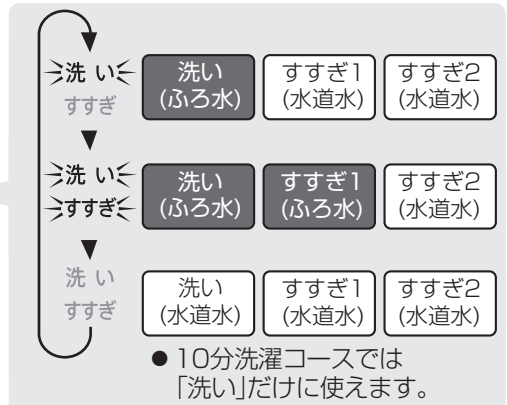 洗い 洗い すすぎ1 すすぎ2
すすぎ (ふろ水) (水道水) (水道水)
洗い 洗い すすぎ1 すすぎ2
すすぎ (ふろ水) (ふろ水) (水道水)
洗い 洗い すすぎ1 すすぎ2
すすぎ (水道水) (水道水) (水道水)
●10分洗濯コースでは
「洗い」だけに使えます。